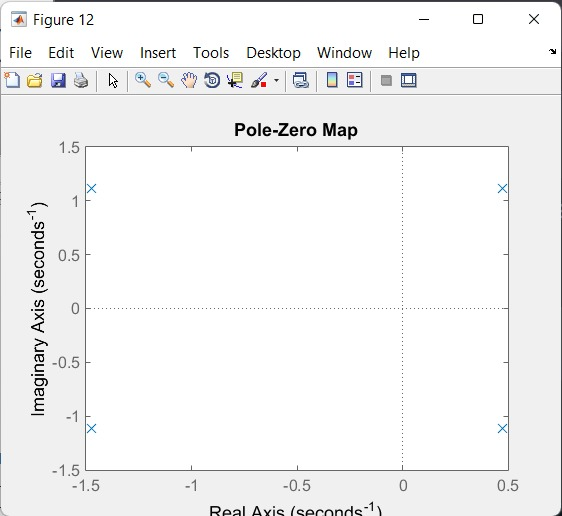 Figure 12
File Edit View Insert Tools Desktop Window Help
Pole-Zero Map
1.5
1
0.5
0
-0.5
-1
-1.5
Imaginary Axis (seconds⁻¹)
-1.5 -1 -0.5 0 0.5
Real Axis (seconds⁻¹)